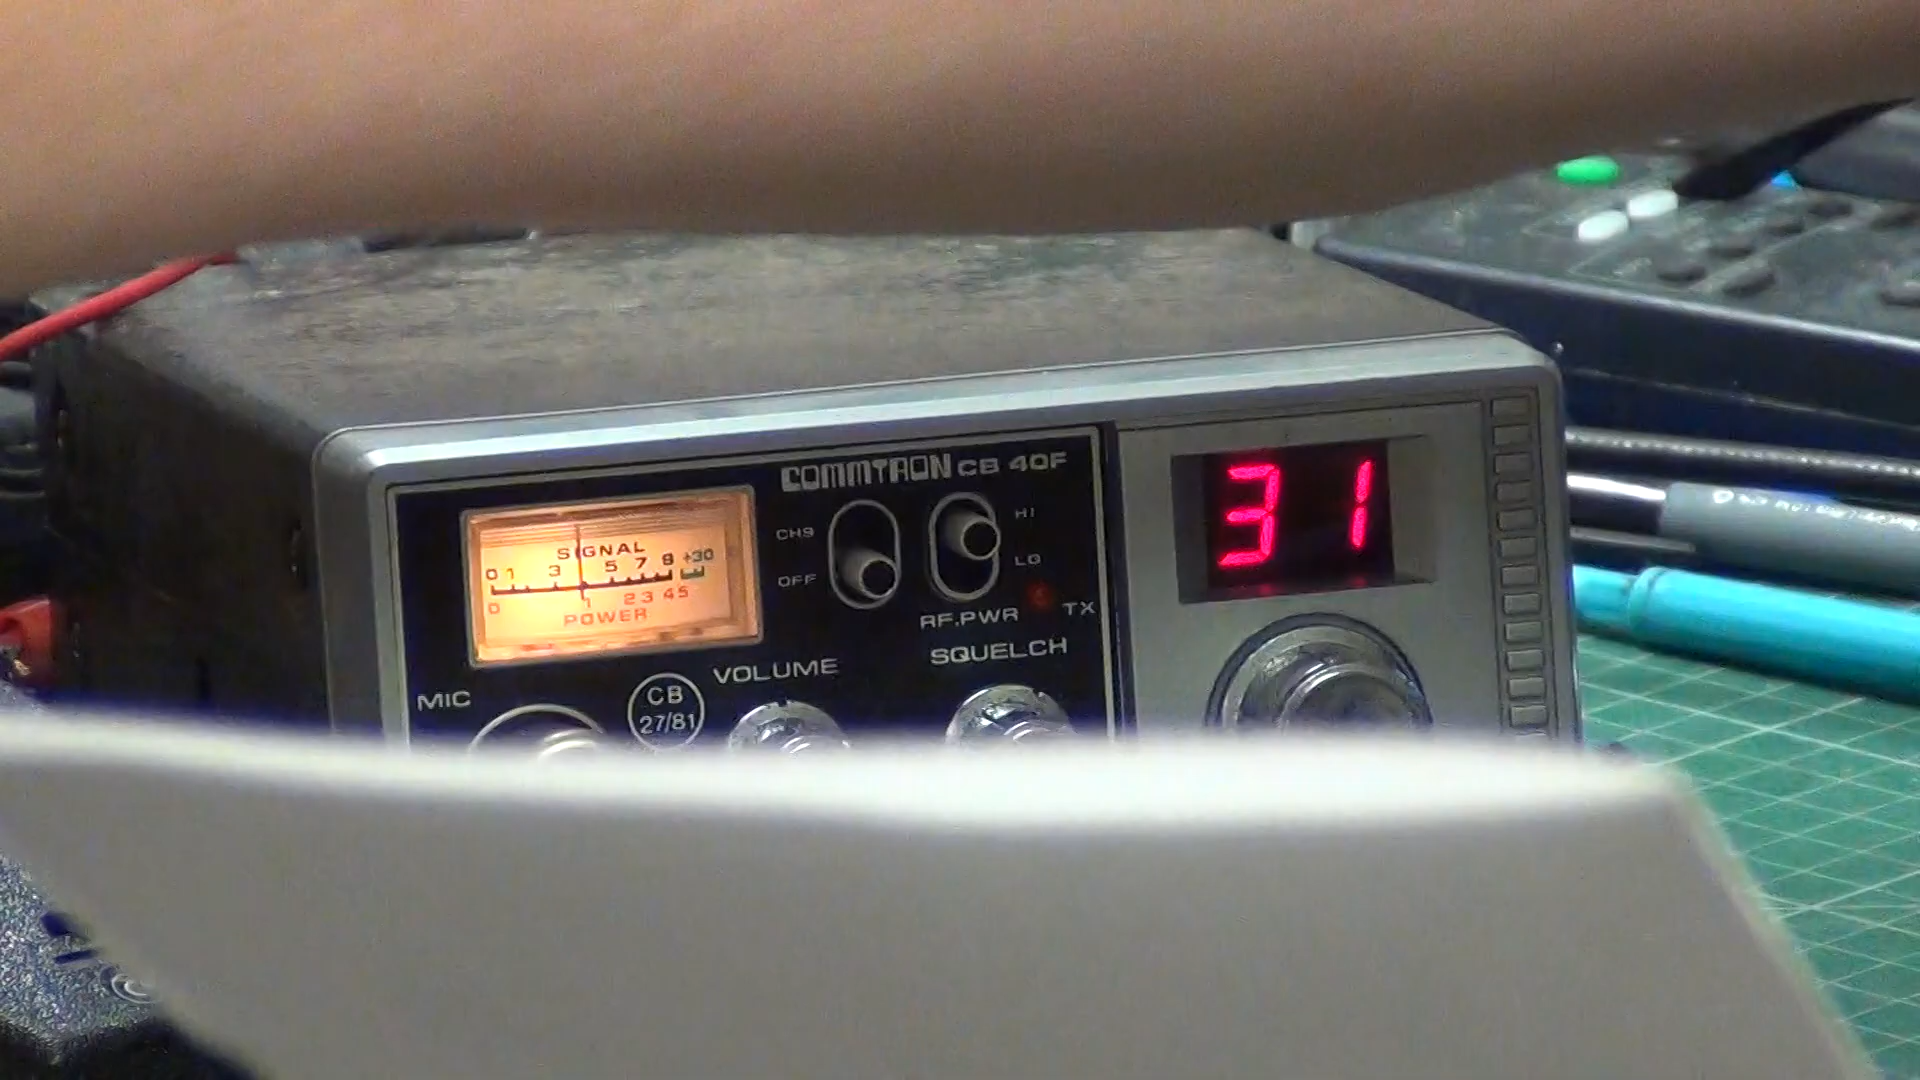 COMMTRON CB 40F
31
CH9
OFF
HI
LO
RF.PWR
TX
SIGNAL
0 1 3 5 7 9 +30
0 1 2 3 4 5
POWER
MIC
CB
27/81
VOLUME
SQUELCH